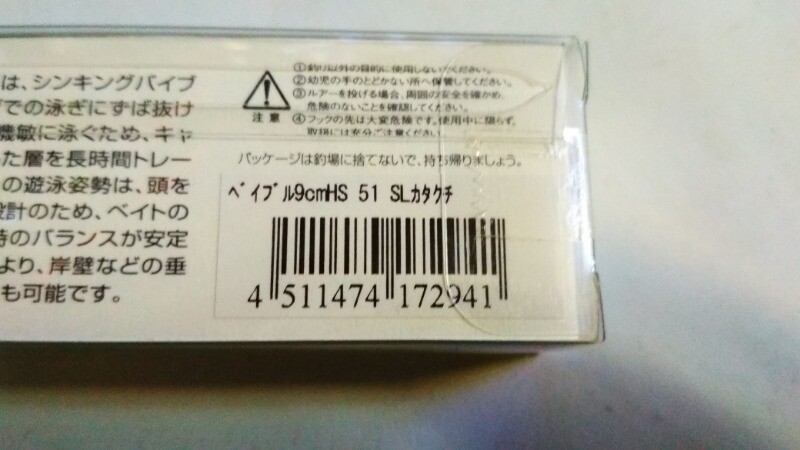 は、シンキングバイブ
での泳ぎにずば抜け
機敏に泳ぐため、キャ
た層を長時間トレー
の遊泳姿勢は、頭を
設計のため、ベイトの
時のバランスが安定
より、岸壁などの垂
も可能です。
注意
①釣り以外の目的に使用しないでください。
②幼児の手のとどかない所へ保管してください。
③ルアーを投げる場合、周囲の安全を確かめ、
危険のないことを確認してください。
④フックの先は大変危険です。使用中に限らず、
取扱には充分ご注意ください。
パッケージは釣場に捨てないで、持ち帰りましょう。
ﾍﾞｲﾌﾞﾙ9cmHS 51 SLカタクチ
4 511474 172941